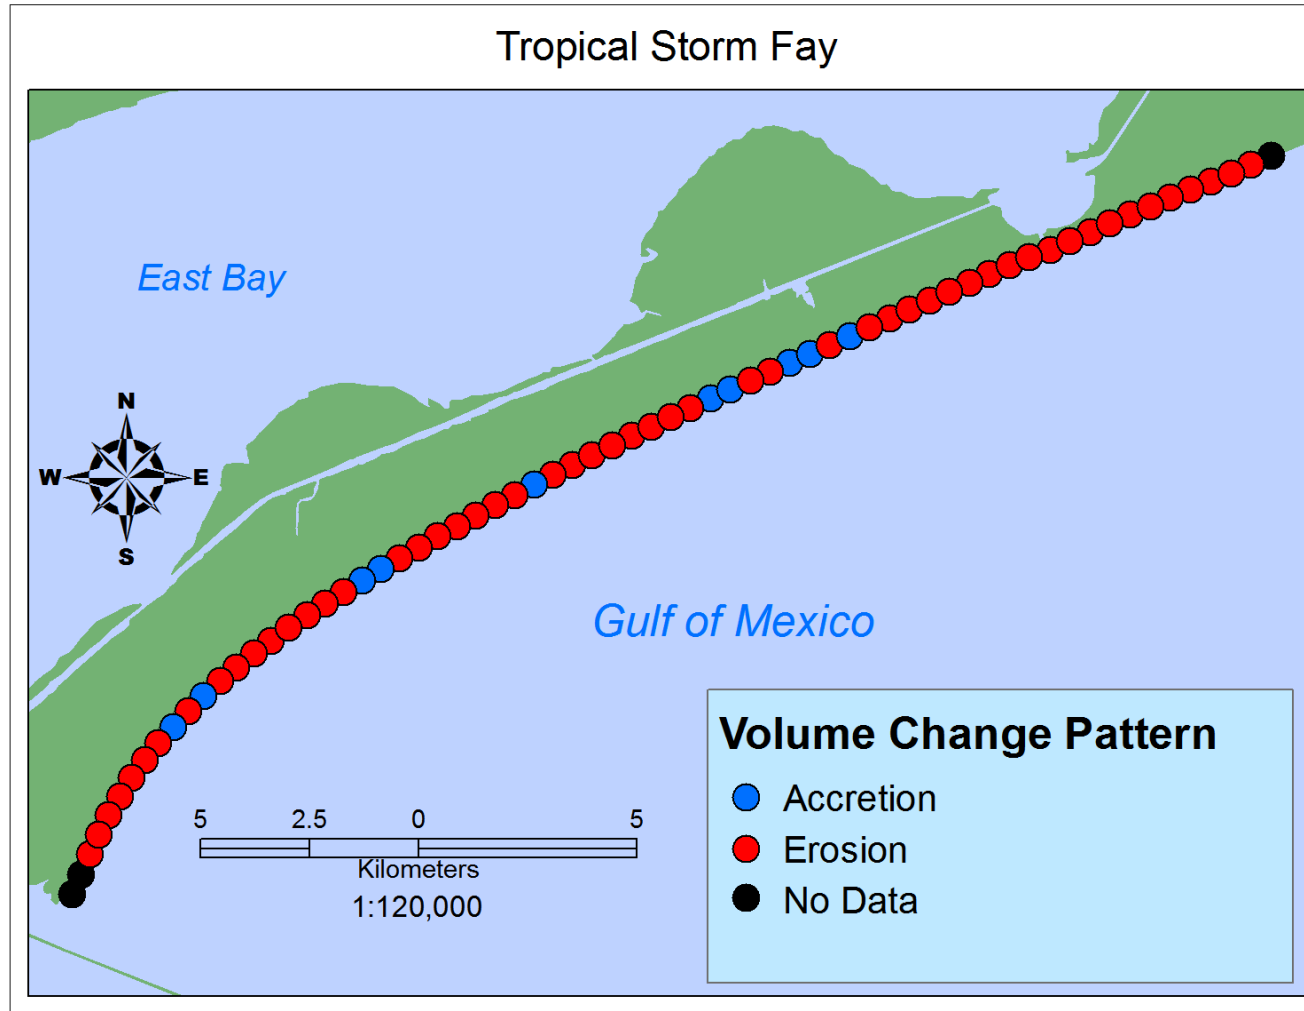 Tropical Storm Fay
East Bay
N
W E
S
Gulf of Mexico
Volume Change Pattern
Accretion
Erosion
No Data
5 2.5 0 5
Kilometers
1:120,000